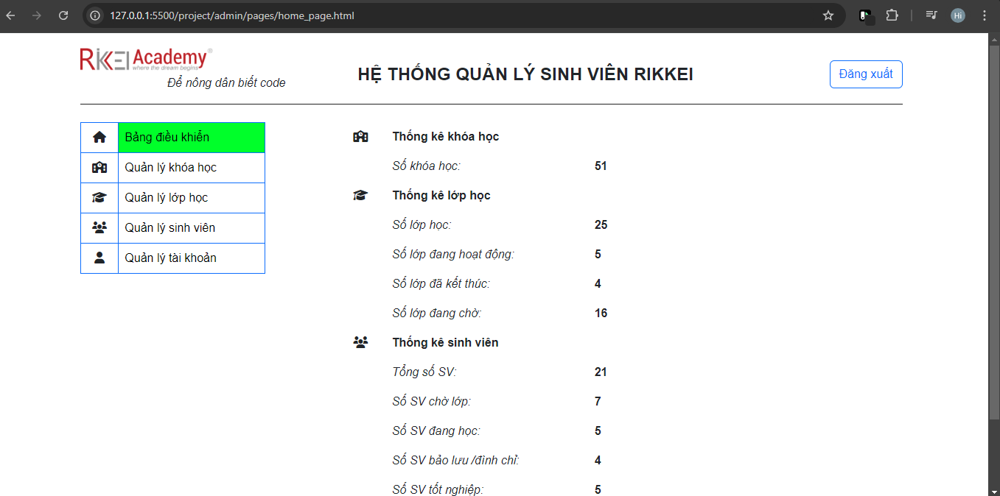 127.0.0.1:5500/project/admin/pages/home_page.html
Hi
RIKKEI Academy®
where the dream begins
Để nông dân biết code
HỆ THỐNG QUẢN LÝ SINH VIÊN RIKKEI
Đăng xuất
Bảng điều khiển
Quản lý khóa học
Quản lý lớp học
Quản lý sinh viên
Quản lý tài khoản
Thống kê khóa học
Số khóa học: 51
Thống kê lớp học
Số lớp học: 25
Số lớp đang hoạt động: 5
Số lớp đã kết thúc: 4
Số lớp đang chờ: 16
Thống kê sinh viên
Tổng số SV: 21
Số SV chờ lớp: 7
Số SV đang học: 5
Số SV bảo lưu /đình chỉ: 4
Số SV tốt nghiệp: 5